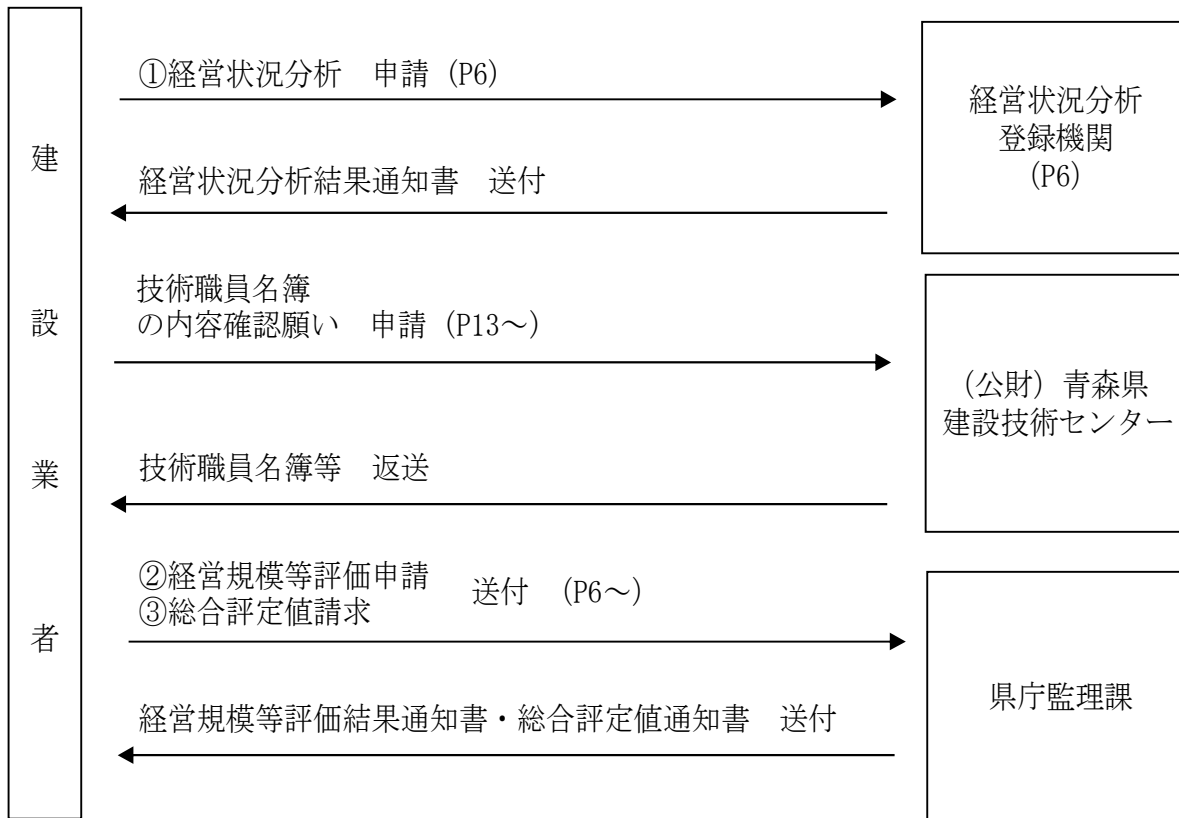 建
設
業
者
①経営状況分析　申請 (P6)
経営状況分析結果通知書　送付
経営状況分析
登録機関
(P6)
技術職員名簿
の内容確認願い　申請 (P13～)
技術職員名簿等　返送
（公財）青森県
建設技術センター
②経営規模等評価申請
③総合評定値請求
送付　(P6～)
経営規模等評価結果通知書・総合評定値通知書　送付
県庁監理課